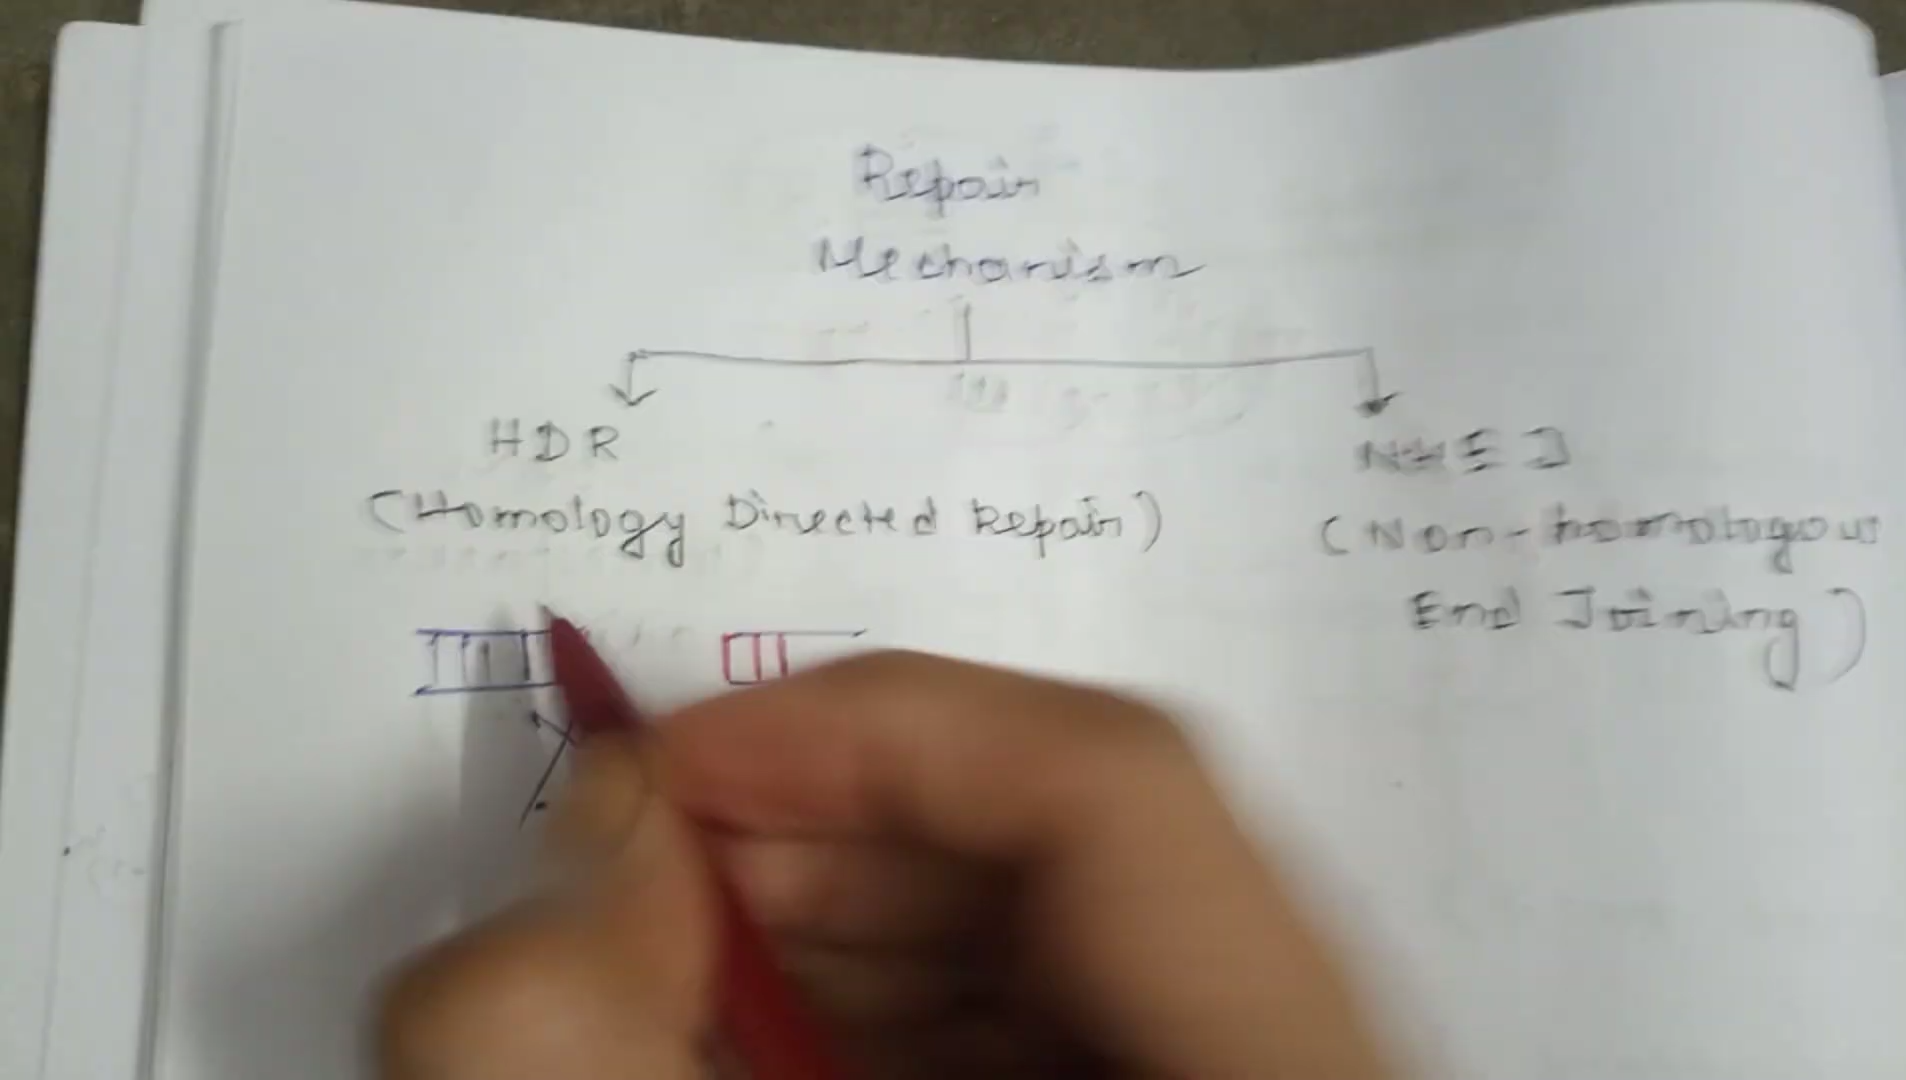 Repair
Mechanism
HDR
(Homology Directed Repair)
NHEJ
(Non-homologous
End Joining)